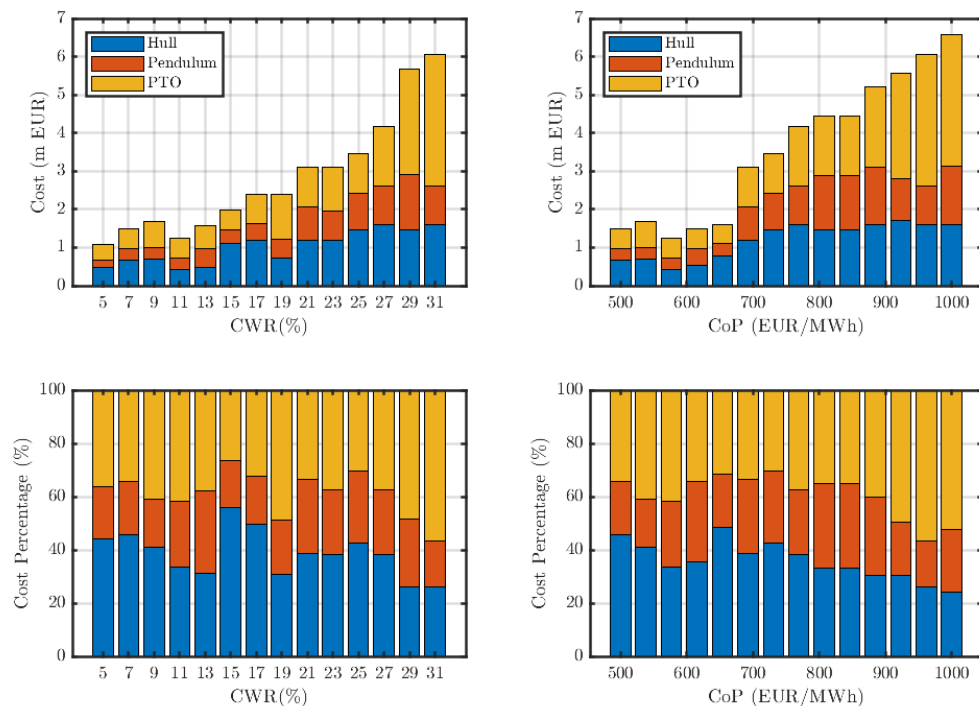 Cost (m EUR)
7
6
5
4
3
2
1
0
Hull
Pendulum
PTO
5 7 9 11 13 15 17 19 21 23 25 27 29 31
CWR(%)
Cost (m EUR)
7
6
5
4
3
2
1
0
Hull
Pendulum
PTO
500 600 700 800 900 1000
CoP (EUR/MWh)
Cost Percentage (%)
100
80
60
40
20
0
5 7 9 11 13 15 17 19 21 23 25 27 29 31
CWR(%)
Cost Percentage (%)
100
80
60
40
20
0
500 600 700 800 900 1000
CoP (EUR/MWh)